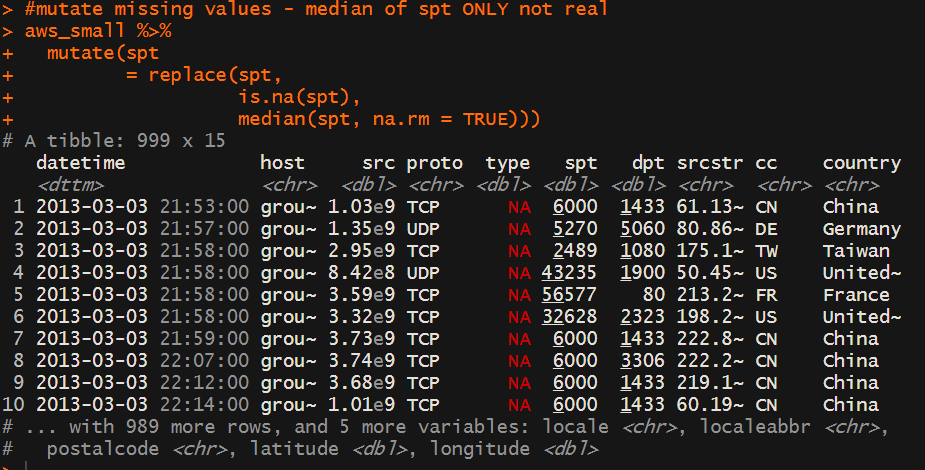 > #mutate missing values - median of spt ONLY not real
> aws_small %>%
+   mutate(spt
+          = replace(spt,
+                    is.na(spt),
+                    median(spt, na.rm = TRUE)))
# A tibble: 999 x 15
   datetime            host     src proto  type   spt   dpt srcstr cc    country
   <dttm>              <chr>  <dbl> <chr> <dbl> <dbl> <dbl> <chr>  <chr> <chr>
 1 2013-03-03 21:53:00 grou~ 1.03e9 TCP      NA  6000  1433 61.13~ CN    China
 2 2013-03-03 21:57:00 grou~ 1.35e9 UDP      NA  5270  5060 80.86~ DE    Germany
 3 2013-03-03 21:58:00 grou~ 2.95e9 TCP      NA  2489  1080 175.1~ TW    Taiwan
 4 2013-03-03 21:58:00 grou~ 8.42e8 UDP      NA 43235  1900 50.45~ US    United~
 5 2013-03-03 21:58:00 grou~ 3.59e9 TCP      NA 56577    80 213.2~ FR    France
 6 2013-03-03 21:58:00 grou~ 3.32e9 TCP      NA 32628  2323 198.2~ US    United~
 7 2013-03-03 21:59:00 grou~ 3.73e9 TCP      NA  6000  1433 222.8~ CN    China
 8 2013-03-03 22:07:00 grou~ 3.74e9 TCP      NA  6000  3306 222.2~ CN    China
 9 2013-03-03 22:12:00 grou~ 3.68e9 TCP      NA  6000  1433 219.1~ CN    China
10 2013-03-03 22:14:00 grou~ 1.01e9 TCP      NA  6000  1433 60.19~ CN    China
# ... with 989 more rows, and 5 more variables: locale <chr>, localeabbr <chr>,
#   postalcode <chr>, latitude <dbl>, longitude <dbl>
>